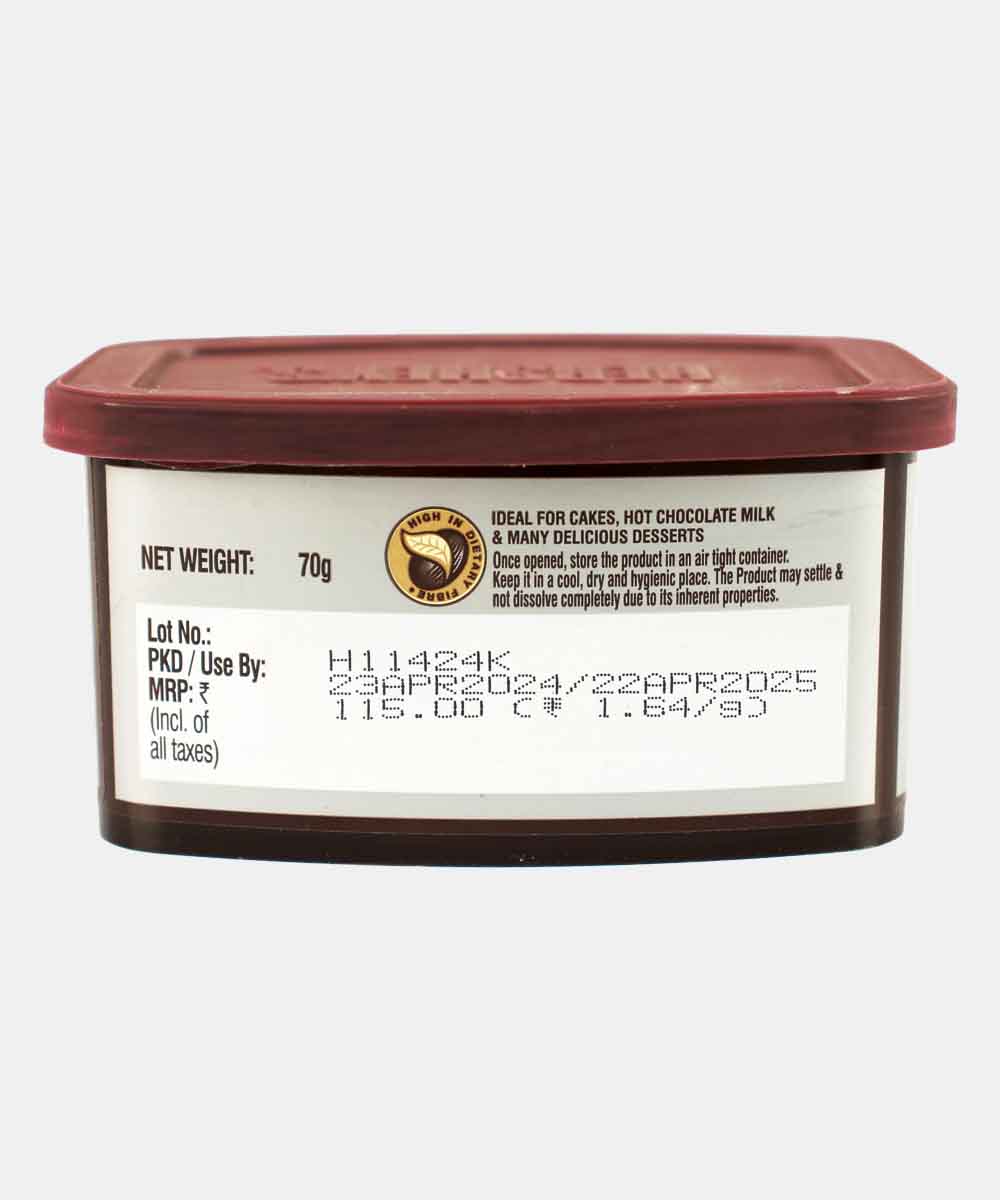 HERSHEY'S
HIGH IN DIETARY FIBRE
IDEAL FOR CAKES, HOT CHOCOLATE MILK
& MANY DELICIOUS DESSERTS
Once opened, store the product in an air tight container.
Keep it in a cool, dry and hygienic place. The Product may settle &
not dissolve completely due to its inherent properties.
NET WEIGHT: 70g
Lot No.: H11424K
PKD / Use By: 23APR2024/22APR2025
MRP: ₹ 115.00 (₹ 1.64/g)
(Incl. of
all taxes)